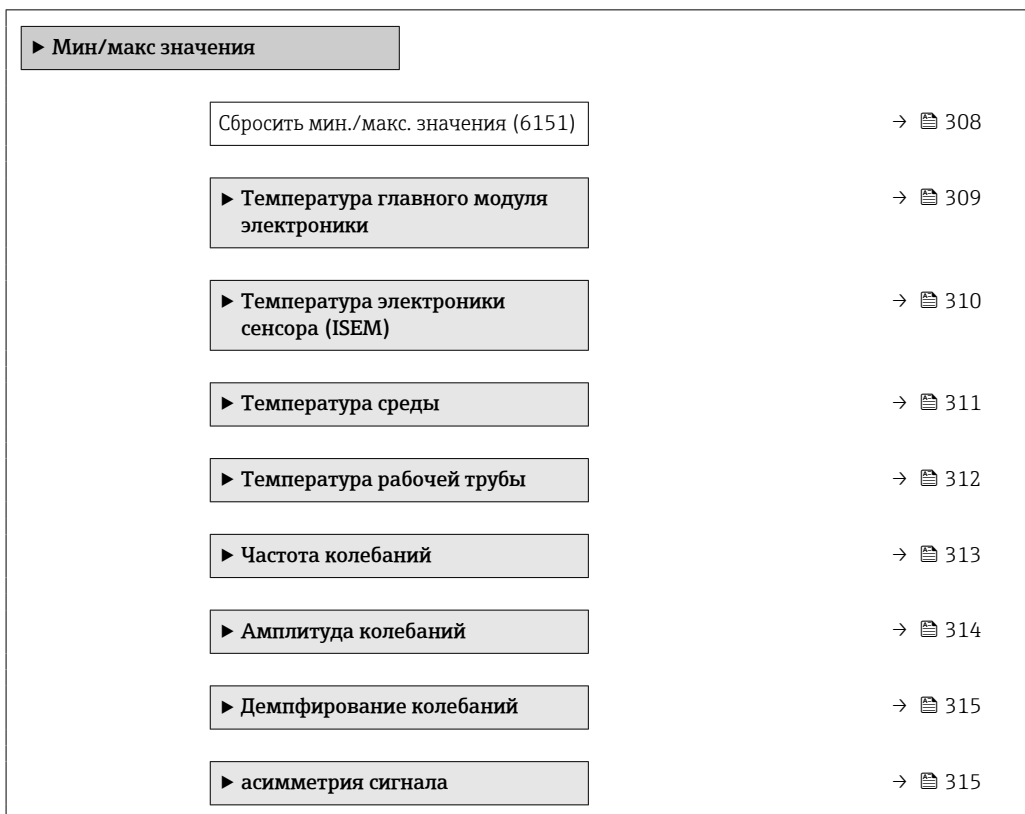 ▶ Мин/макс значения
Сбросить мин./макс. значения (6151) → 308
▶ Температура главного модуля → 309
электроники
▶ Температура электроники → 310
сенсора (ISEM)
▶ Температура среды → 311
▶ Температура рабочей трубы → 312
▶ Частота колебаний → 313
▶ Амплитуда колебаний → 314
▶ Демпфирование колебаний → 315
▶ асимметрия сигнала → 315